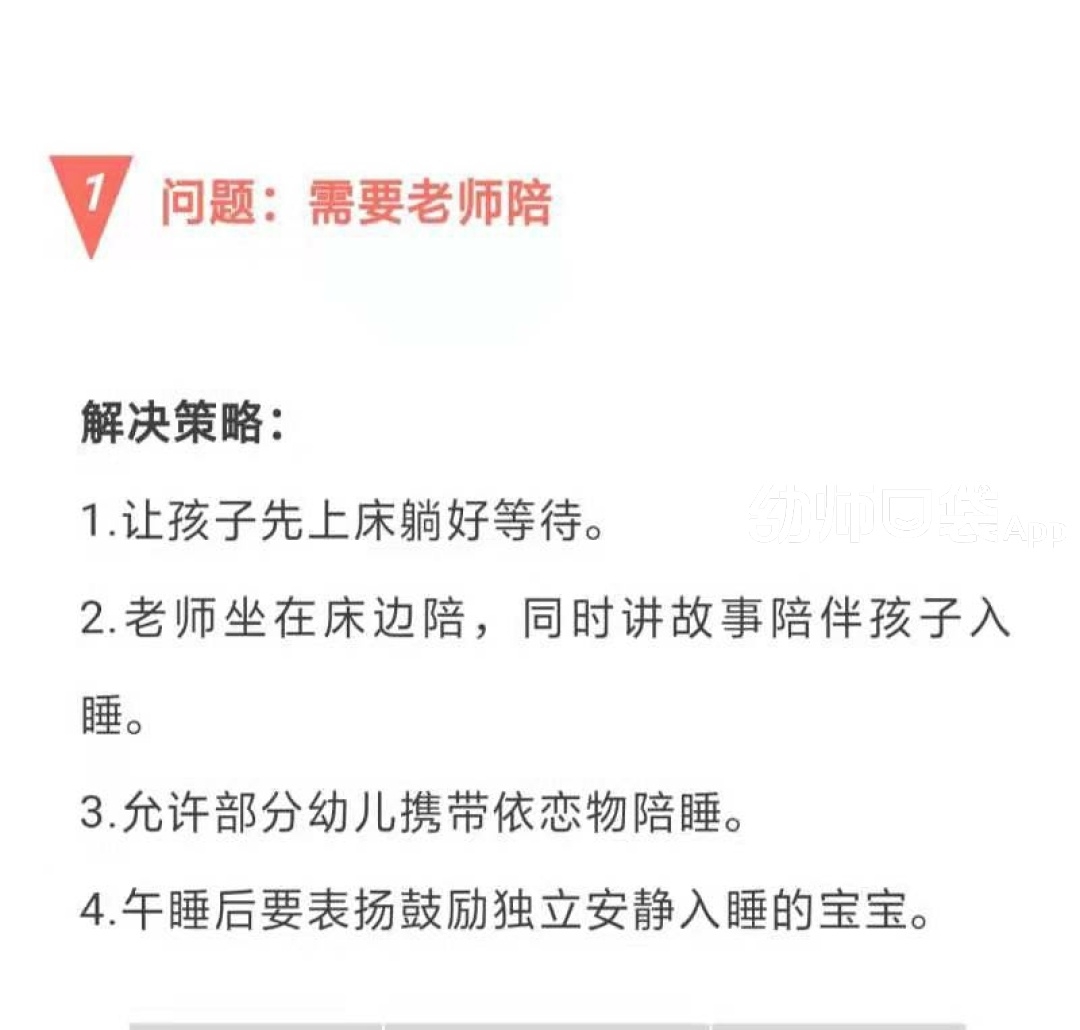 1
问题：需要老师陪
解决策略：
1.让孩子先上床躺好等待。
幼师口袋App
2.老师坐在床边陪，同时讲故事陪伴孩子入
睡。
3.允许部分幼儿携带依恋物陪睡。
4.午睡后要表扬鼓励独立安静入睡的宝宝。